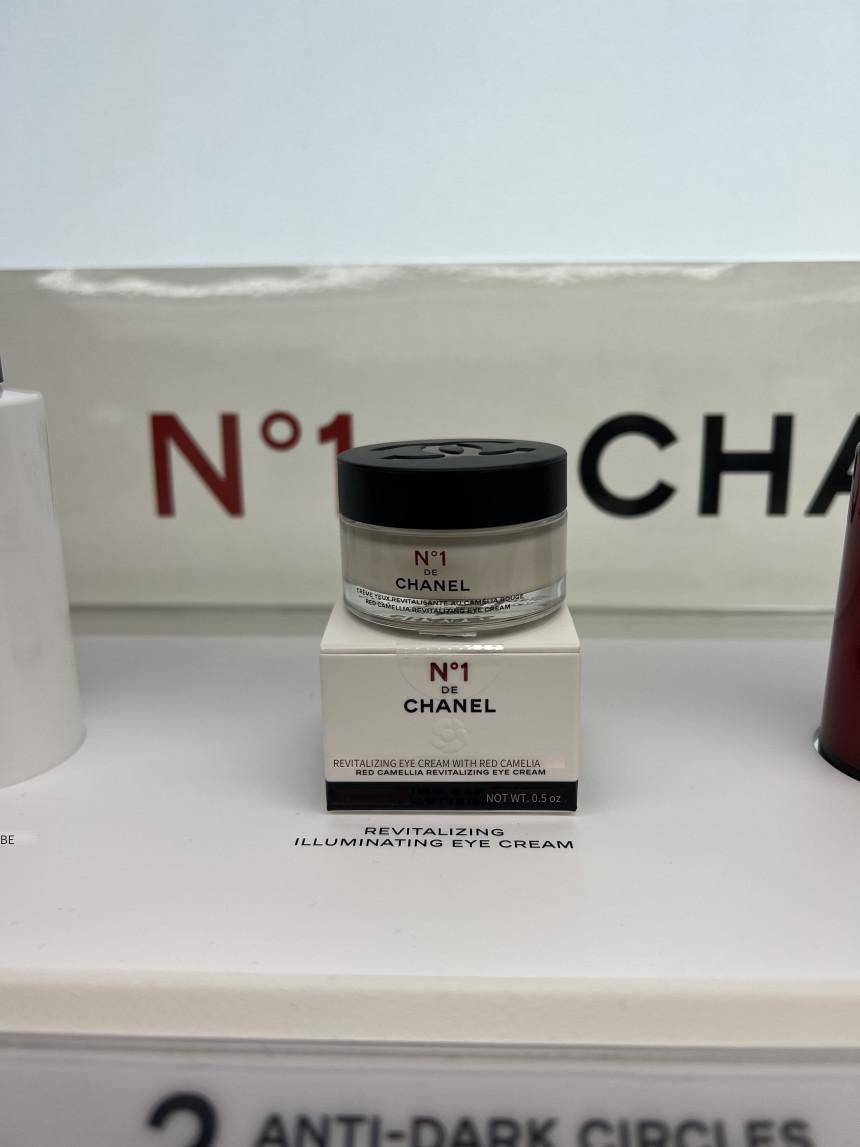 N°1 CHA
N°1
DE
CHANEL
CRÈME YEUX REVITALISANTE AU CAMÉLIA ROUGE
RED CAMELLIA REVITALIZING EYE CREAM
N°1
DE
CHANEL
REVITALIZING EYE CREAM WITH RED CAMELIA
RED CAMELLIA REVITALIZING EYE CREAM
NOT WT. 0.5 oz.
REVITALIZING
ILLUMINATING EYE CREAM
BE
2 ANTI-DARK CIRCLES